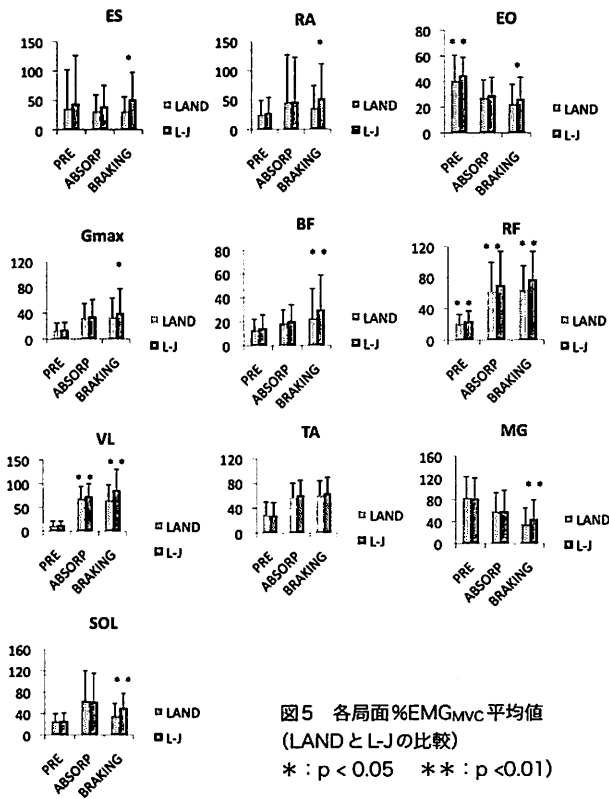 ES
150
100
50
0
* 
PRE
ABSORP
BRAKING
LAND
L-J
RA
150
100
50
0
*
PRE
ABSORP
BRAKING
LAND
L-J
EO
80
60
40
20
0
* *
*
PRE
ABSORP
BRAKING
LAND
L-J
Gmax
120
80
40
0
*
PRE
ABSORP
BRAKING
LAND
L-J
BF
80
60
40
20
0
* *
PRE
ABSORP
BRAKING
LAND
L-J
RF
120
80
40
0
* *
* *
* *
PRE
ABSORP
BRAKING
LAND
L-J
VL
150
100
50
0
* *
* *
PRE
ABSORP
BRAKING
LAND
L-J
TA
120
80
40
0
PRE
ABSORP
BRAKING
LAND
L-J
MG
160
120
80
40
0
* *
PRE
ABSORP
BRAKING
LAND
L-J
SOL
160
120
80
40
0
* *
PRE
ABSORP
BRAKING
LAND
L-J
図5 各局面%EMGMVC平均値
(LANDとL-Jの比較)
*:p < 0.05 **:p <0.01)